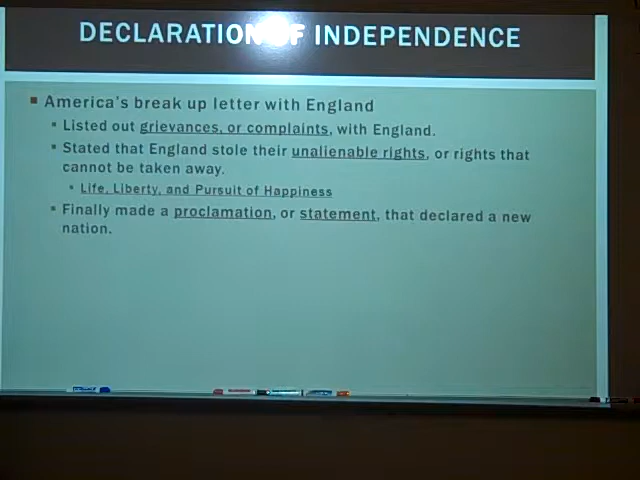 DECLARATION OF INDEPENDENCE
America's break up letter with England
Listed out grievances, or complaints, with England.
Stated that England stole their unalienable rights, or rights that
cannot be taken away.
Life, Liberty, and Pursuit of Happiness
Finally made a proclamation, or statement, that declared a new
nation.